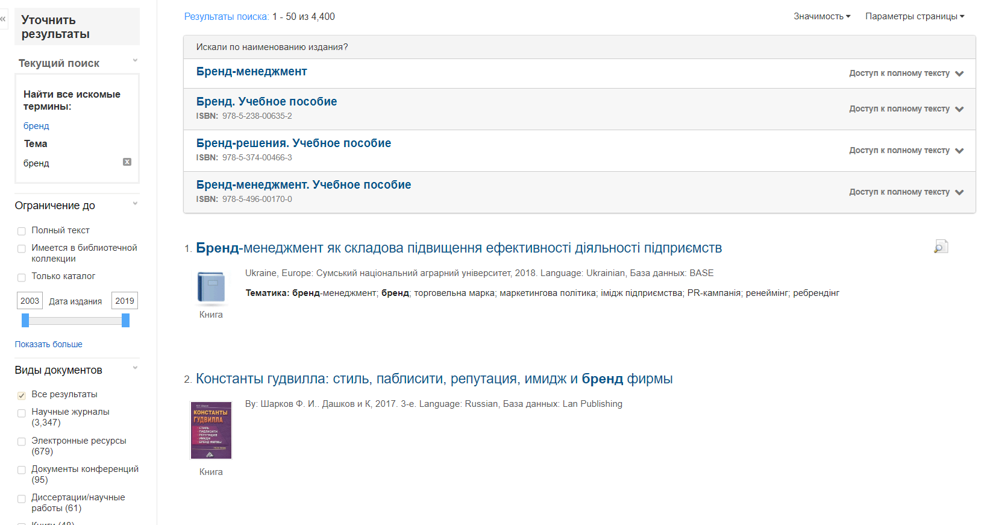 «
Уточнить
результаты
Текущий поиск
Найти все искомые
термины:
бренд
Тема
бренд
x
Ограничение до
Полный текст
Имеется в библиотечной
коллекции
Только каталог
2003 Дата издания 2019
Показать больше
Виды документов
Все результаты
Научные журналы
(3,347)
Электронные ресурсы
(679)
Документы конференций
(95)
Диссертации/научные
работы (61)
Книги (48)
Результаты поиска: 1 - 50 из 4,400
Значимость Параметры страницы
Искали по наименованию издания?
Бренд-менеджмент
Доступ к полному тексту
Бренд. Учебное пособие
ISBN: 978-5-238-00635-2
Доступ к полному тексту
Бренд-решения. Учебное пособие
ISBN: 978-5-374-00466-3
Доступ к полному тексту
Бренд-менеджмент. Учебное пособие
ISBN: 978-5-496-00170-0
Доступ к полному тексту
1. Бренд-менеджмент як складова підвищення ефективності діяльності підприємств
Ukraine, Europe: Сумський національний аграрний університет, 2018. Language: Ukrainian, База данных: BASE
Тематика: бренд-менеджмент; бренд; торговельна марка; маркетингова політика; імідж підприємства; PR-кампанія; ренеймінг; ребрендінг
Книга
2. Константы гудвилла: стиль, паблисити, репутация, имидж и бренд фирмы
By: Шарков Ф. И.. Дашков и К, 2017. 3-е. Language: Russian, База данных: Lan Publishing
КОНСТАНТЫ
ГУДВИЛЛА
СТИЛЬ
ПАБЛИСИТИ
РЕПУТАЦИЯ
ИМИДЖ
БРЕНД ФИРМЫ
Книга